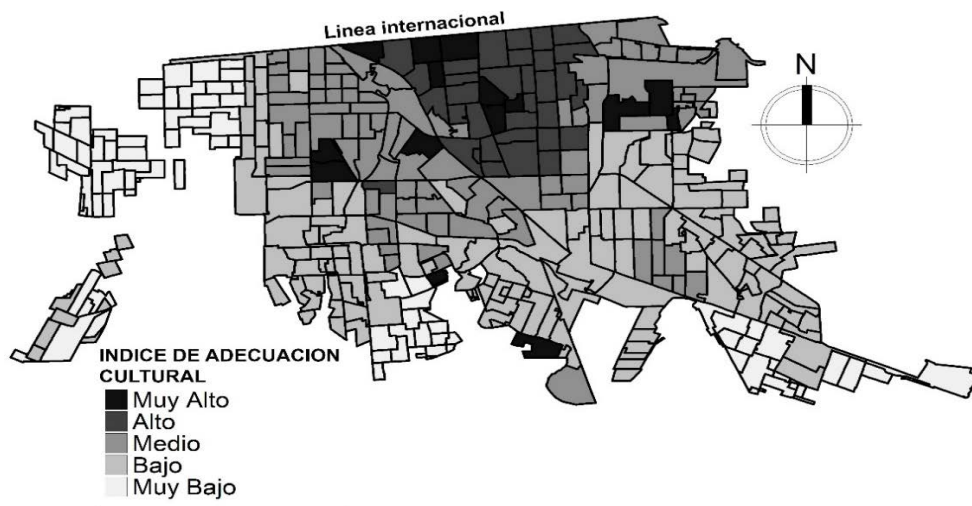 Linea internacional
N
INDICE DE ADECUACION
CULTURAL
Muy Alto
Alto
Medio
Bajo
Muy Bajo